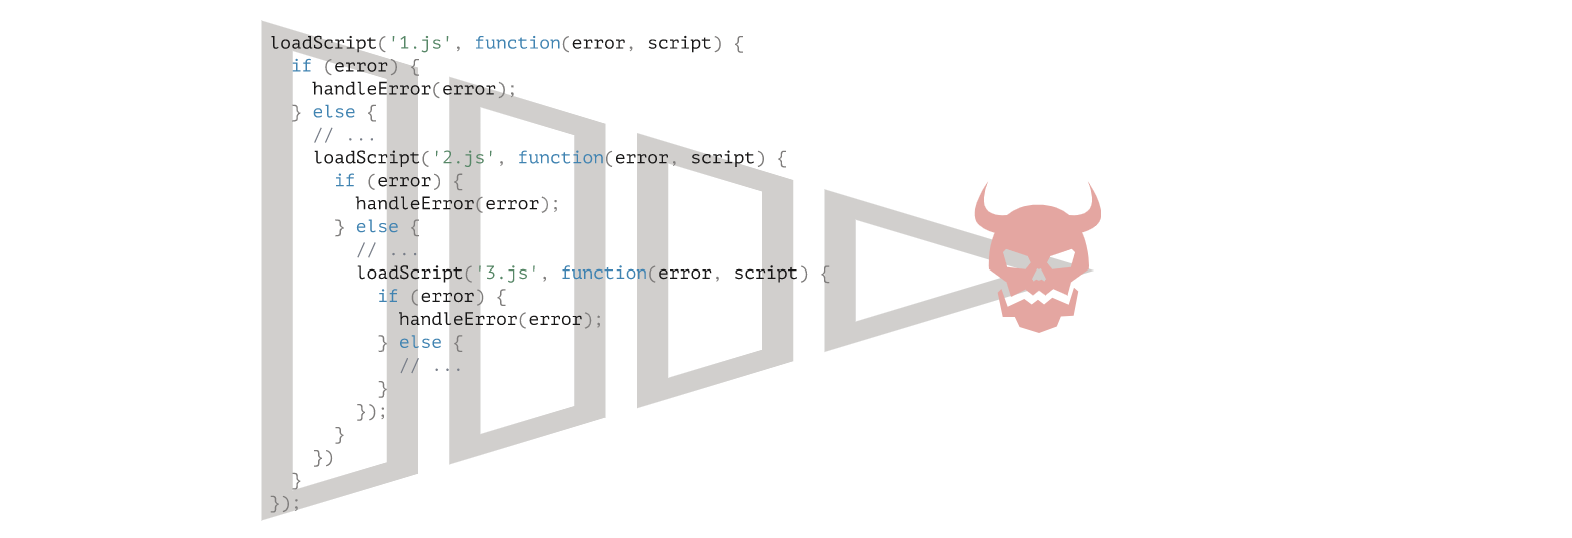 loadScript('1.js', function(error, script) {
  if (error) {
    handleError(error);
  } else {
    // ...
    loadScript('2.js', function(error, script) {
      if (error) {
        handleError(error);
      } else {
        // ...
        loadScript('3.js', function(error, script) {
          if (error) {
            handleError(error);
          } else {
            // ...
          }
        });
      }
    })
  }
});